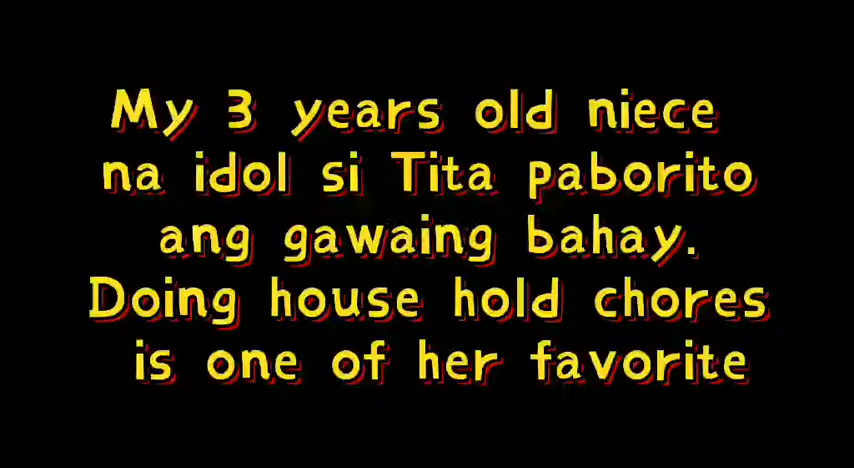 My 3 years old niece
na idol si Tita paborito
ang gawaing bahay.
Doing house hold chores
is one of her favorite